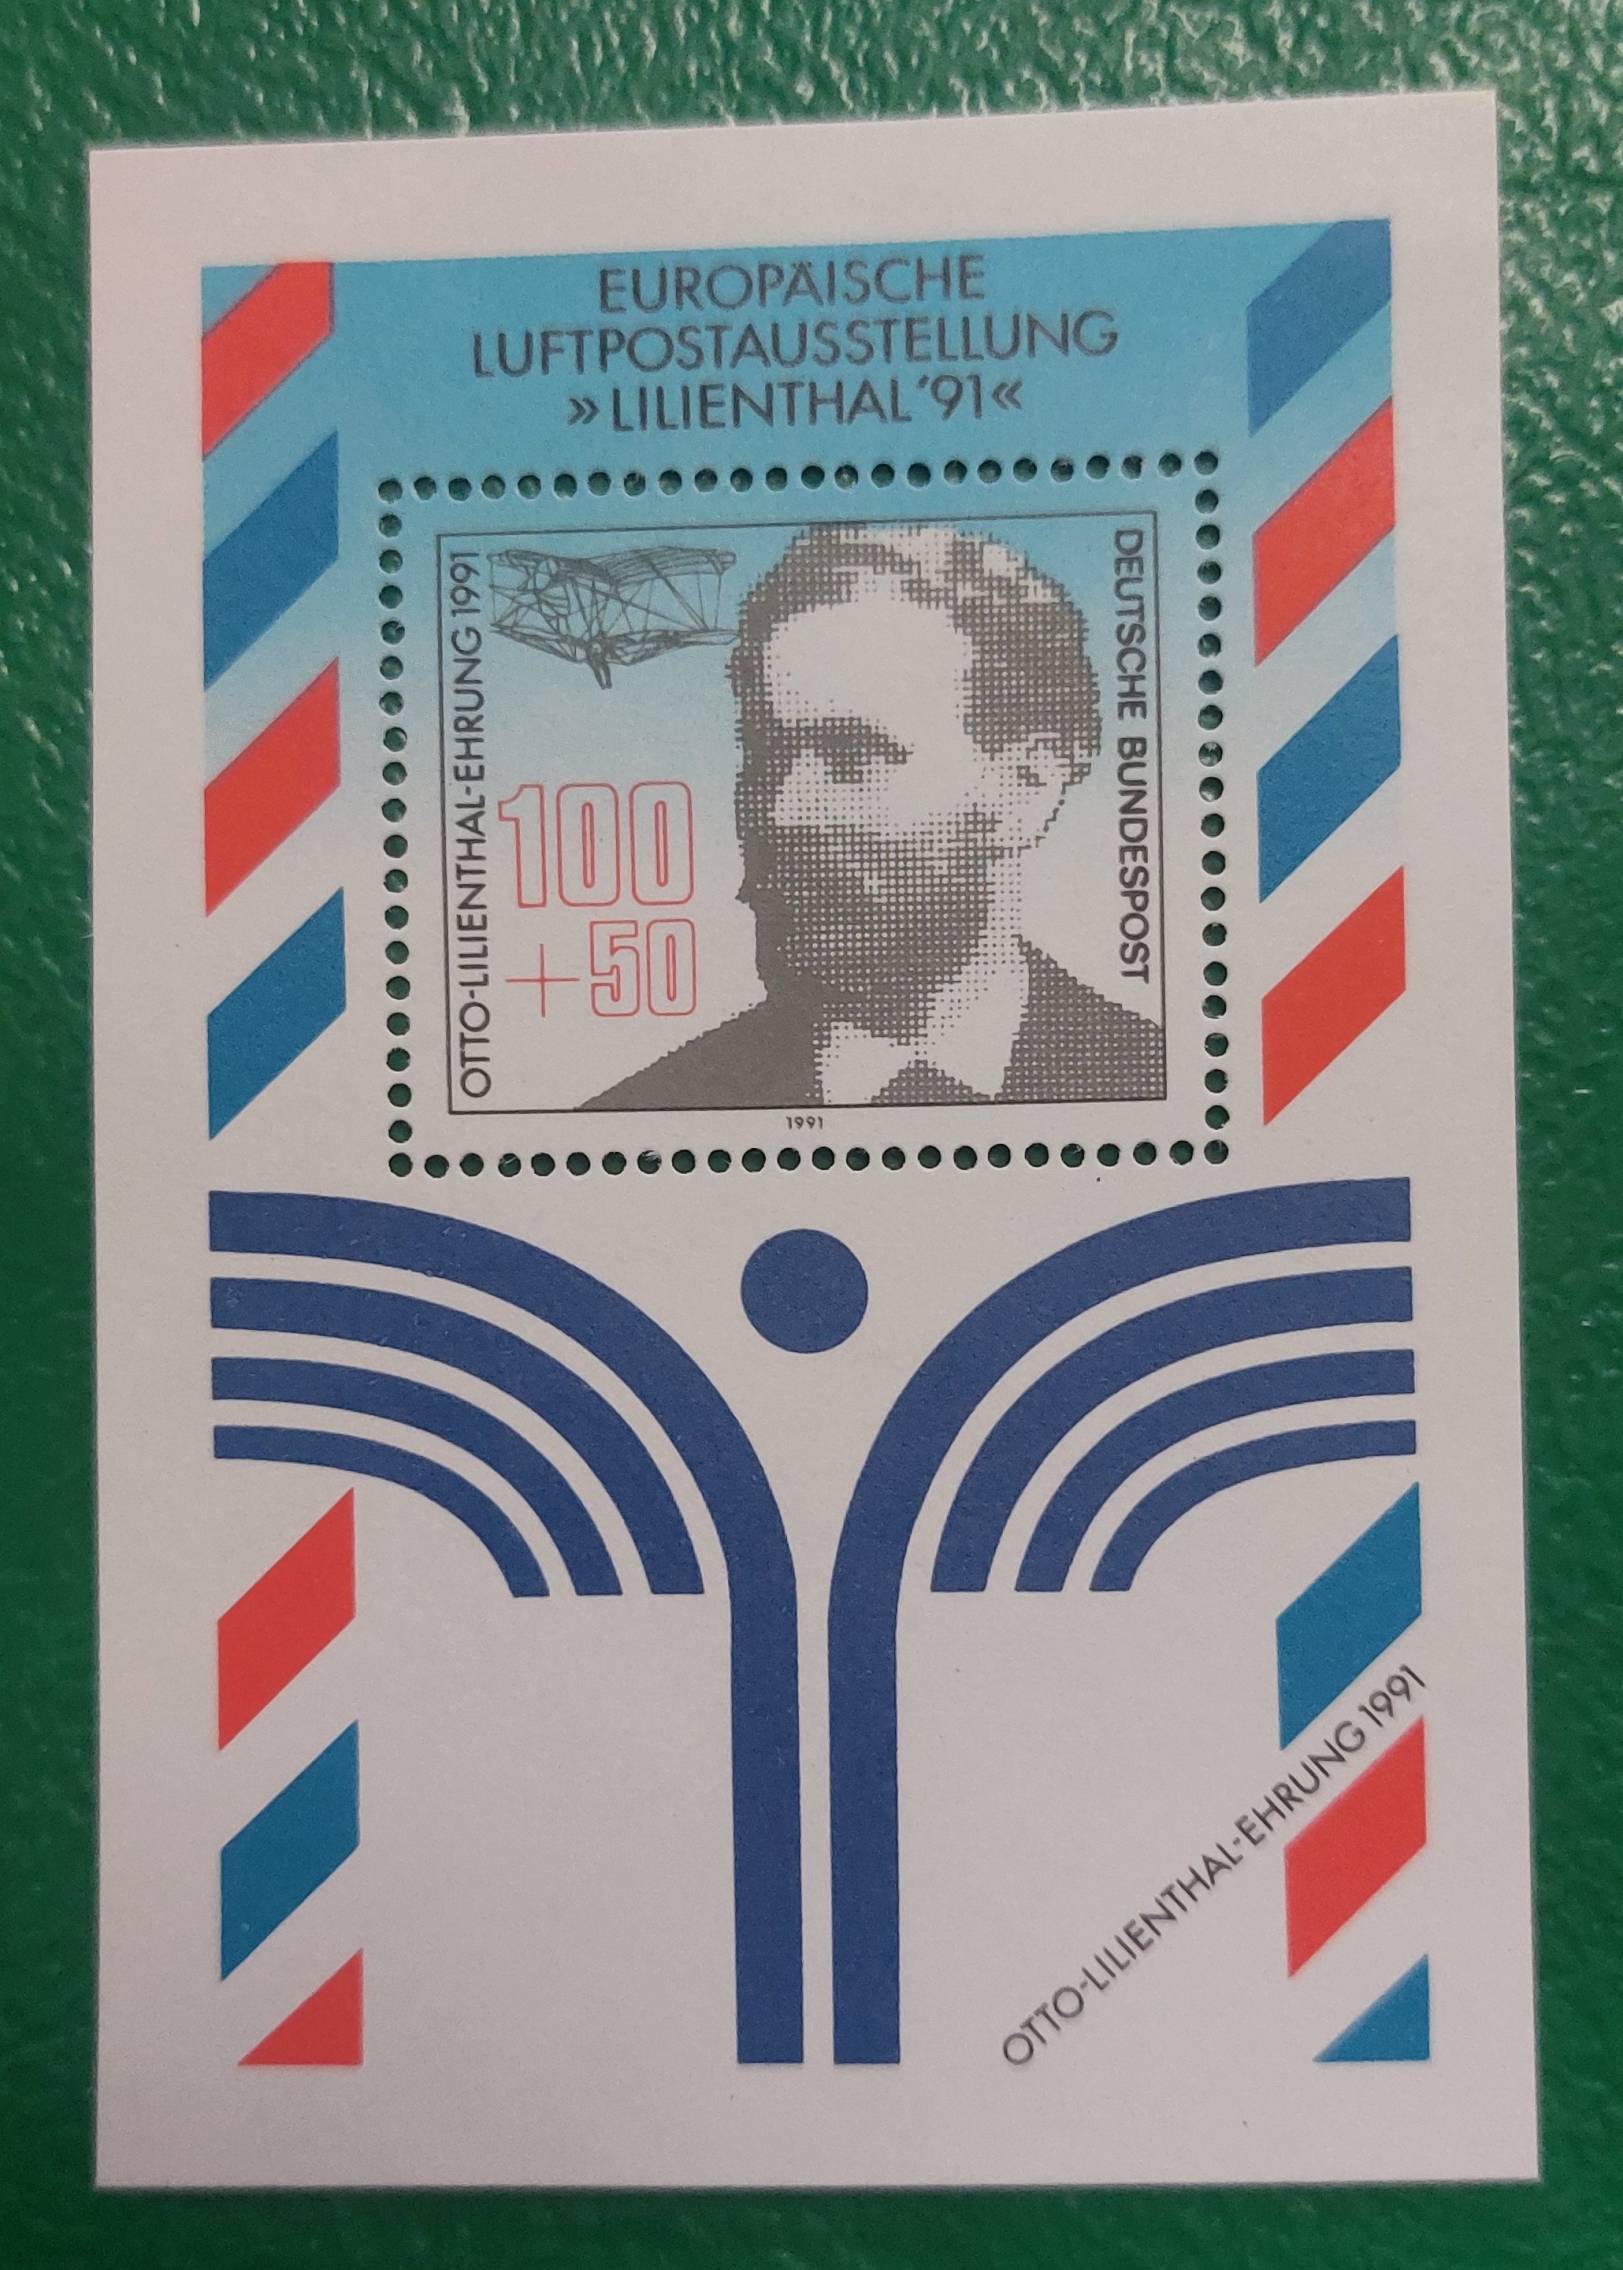 EUROPÄISCHE
LUFTPOSTAUSSTELLUNG
»LILIENTHAL '91«
OTTO-LILIENTHAL-EHRUNG 1991
100
+50
DEUTSCHE BUNDESPOST
1991
OTTO-LILIENTHAL-EHRUNG 1991